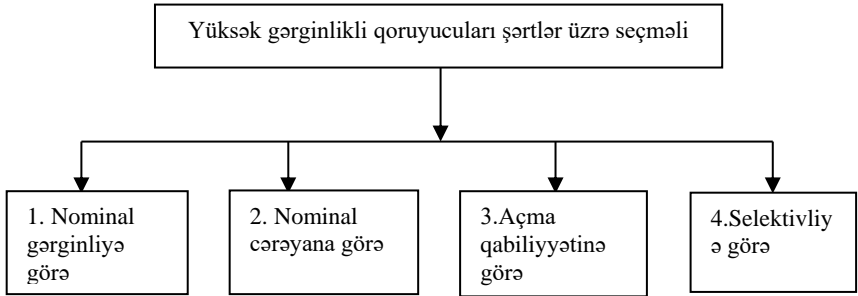 Yüksək gərginlikli qoruyucuları şərtlər üzrə seçməli
1. Nominal
gərginliyə
görə
2. Nominal
cərəyana görə
3.Açma
qabiliyyətinə
görə
4.Selektivliy
ə görə